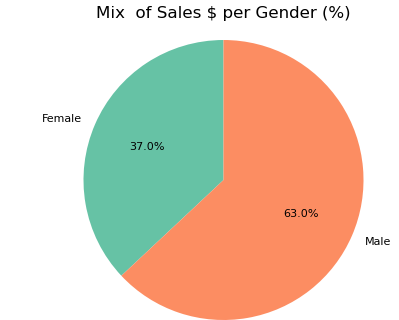 Mix  of Sales $ per Gender (%)
Female
37.0%
63.0%
Male